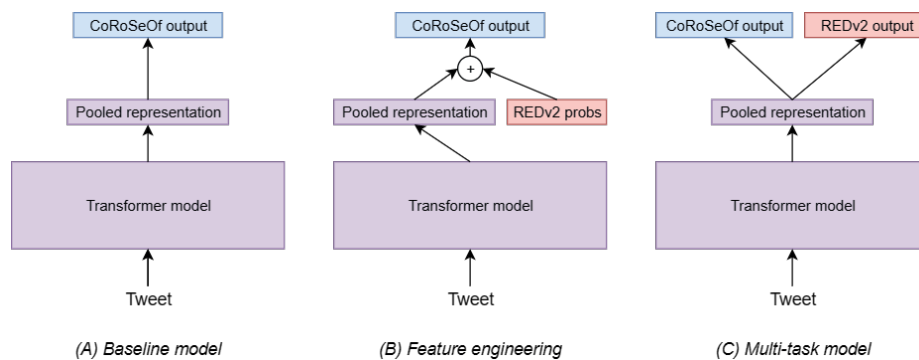 CoRoSeOf output
Pooled representation
Transformer model
Tweet
(A) Baseline model
CoRoSeOf output
+
Pooled representation
REDv2 probs
Transformer model
Tweet
(B) Feature engineering
CoRoSeOf output
REDv2 output
Pooled representation
Transformer model
Tweet
(C) Multi-task model